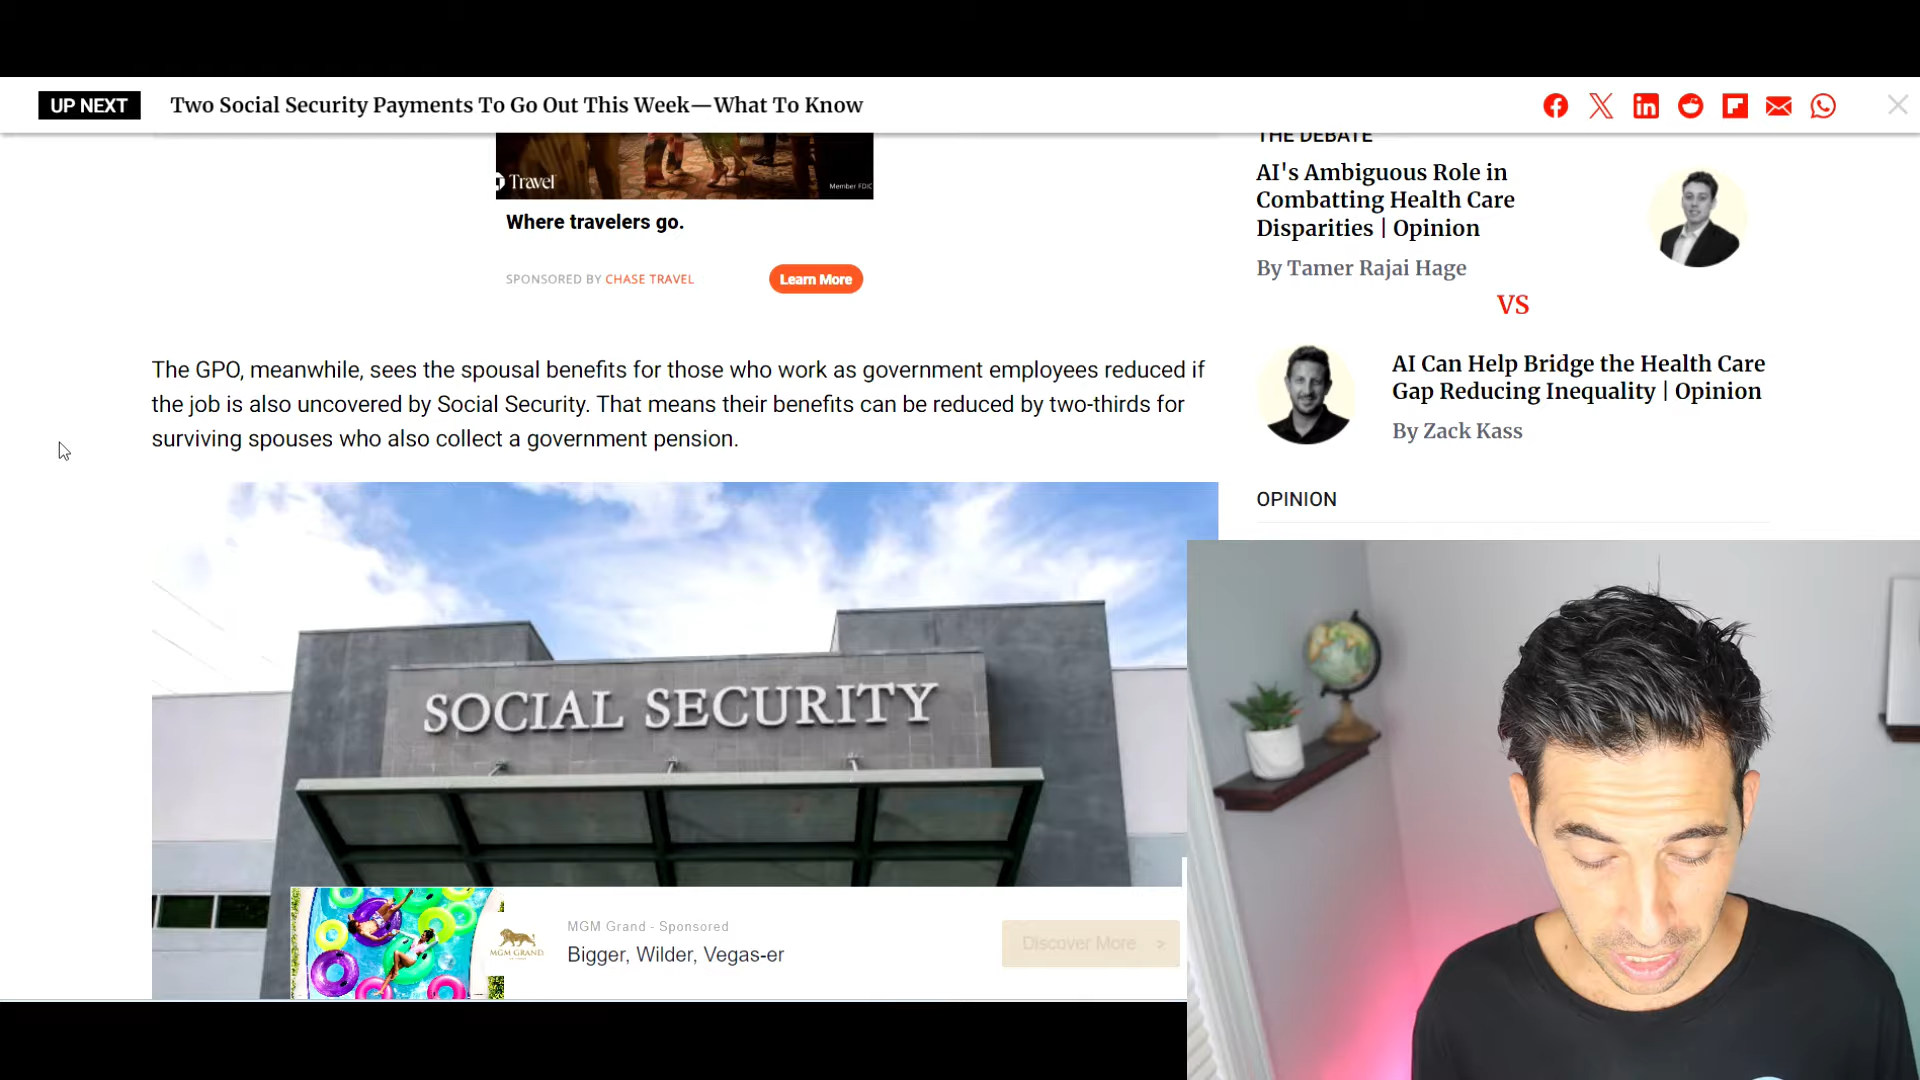 UP NEXT
Two Social Security Payments To Go Out This Week—What To Know
Travel
Member FDIC
Where travelers go.
SPONSORED BY CHASE TRAVEL
Learn More
The GPO, meanwhile, sees the spousal benefits for those who work as government employees reduced if
the job is also uncovered by Social Security. That means their benefits can be reduced by two-thirds for
surviving spouses who also collect a government pension.
SOCIAL SECURITY
MGM GRAND
MGM Grand - Sponsored
Bigger, Wilder, Vegas-er
Discover More >
THE DEBATE
AI's Ambiguous Role in
Combatting Health Care
Disparities | Opinion
By Tamer Rajai Hage
VS
AI Can Help Bridge the Health Care
Gap Reducing Inequality | Opinion
By Zack Kass
OPINION